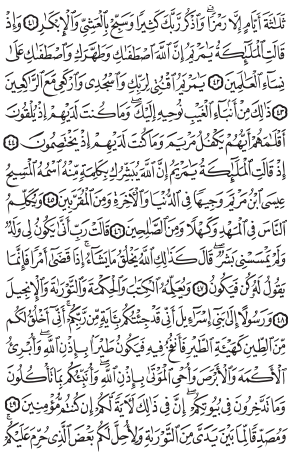 ثَلَٰثَةَ أَيَّامٍ إِلَّا رَمْزًا ۗ وَٱذْكُر رَّبَّكَ كَثِيرًا وَسَبِّحْ بِٱلْعَشِىِّ وَٱلْإِبْكَٰرِ ﴿٤١﴾ وَإِذْ
قَالَتِ ٱلْمَلَٰٓئِكَةُ يَٰمَرْيَمُ إِنَّ ٱللَّهَ ٱصْطَفَىٰكِ وَطَهَّرَكِ وَٱصْطَفَىٰكِ عَلَىٰ
نِسَآءِ ٱلْعَٰلَمِينَ ﴿٤٢﴾ يَٰمَرْيَمُ ٱقْنُتِى لِرَبِّكِ وَٱسْجُدِى وَٱرْكَعِى مَعَ ٱلرَّٰكِعِينَ
﴿٤٣﴾ ذَٰلِكَ مِنْ أَنۢبَآءِ ٱلْغَيْبِ نُوحِيهِ إِلَيْكَ ۚ وَمَا كُنتَ لَدَيْهِمْ إِذْ يُلْقُونَ
أَقْلَٰمَهُمْ أَيُّهُمْ يَكْفُلُ مَرْيَمَ وَمَا كُنتَ لَدَيْهِمْ إِذْ يَخْتَصِمُونَ ﴿٤٤﴾
إِذْ قَالَتِ ٱلْمَلَٰٓئِكَةُ يَٰمَرْيَمُ إِنَّ ٱللَّهَ يُبَشِّرُكِ بِكَلِمَةٍ مِّنْهُ ٱسْمُهُ ٱلْمَسِيحُ
عِيسَى ٱبْنُ مَرْيَمَ وَجِيهًا فِى ٱلدُّنْيَا وَٱلْءَاخِرَةِ وَمِنَ ٱلْمُقَرَّبِينَ ﴿٤٥﴾ وَيُكَلِّمُ
ٱلنَّاسَ فِى ٱلْمَهْدِ وَكَهْلًا وَمِنَ ٱلصَّٰلِحِينَ ﴿٤٦﴾ قَالَتْ رَبِّ أَنَّىٰ يَكُونُ لِى وَلَدٌ
وَلَمْ يَمْسَسْنِى بَشَرٌ ۖ قَالَ كَذَٰلِكِ ٱللَّهُ يَخْلُقُ مَا يَشَآءُ ۚ إِذَا قَضَىٰٓ أَمْرًا فَإِنَّمَا
يَقُولُ لَهُۥ كُن فَيَكُونُ ﴿٤٧﴾ وَيُعَلِّمُهُ ٱلْكِتَٰبَ وَٱلْحِكْمَةَ وَٱلتَّوْرَىٰةَ وَٱلْإِنجِيلَ
﴿٤٨﴾ وَرَسُولًا إِلَىٰ بَنِىٓ إِسْرَٰٓءِيلَ أَنِّى قَدْ جِئْتُكُم بِـَٔايَةٍ مِّن رَّبِّكُمْ ۖ أَنِّىٓ أَخْلُقُ لَكُم
مِّنَ ٱلطِّينِ كَهَيْـَٔةِ ٱلطَّيْرِ فَأَنفُخُ فِيهِ فَيَكُونُ طَيْرًۢا بِإِذْنِ ٱللَّهِ ۖ وَأُبْرِئُ
ٱلْأَكْمَهَ وَٱلْأَبْرَصَ وَأُحْىِ ٱلْمَوْتَىٰ بِإِذْنِ ٱللَّهِ ۖ وَأُنَبِّئُكُم بِمَا تَأْكُلُونَ
وَمَا تَدَّخِرُونَ فِى بُيُوتِكُمْ ۚ إِنَّ فِى ذَٰلِكَ لَءَايَةً لَّكُمْ إِن كُنتُم مُّؤْمِنِينَ ﴿٤٩﴾
وَمُصَدِّقًا لِّمَا بَيْنَ يَدَىَّ مِنَ ٱلتَّوْرَىٰةِ وَلِأُحِلَّ لَكُم بَعْضَ ٱلَّذِى حُرِّمَ عَلَيْكُمْ ۚ